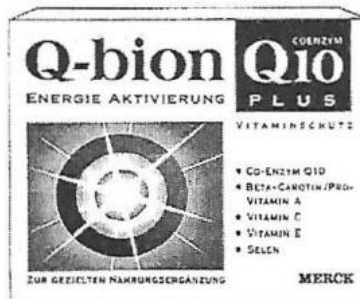 COENZYM
Q-bion Q10
ENERGIE AKTIVIERUNG PLUS
VITAMINSCHUTZ
• CO-ENZYM Q10
• BETA-CAROTIN/PRO-
VITAMIN A
• VITAMIN C
• VITAMIN E
• SELEN
ZUR GEZIELTEN NAHRUNGSERGÄNZUNG
MERCK